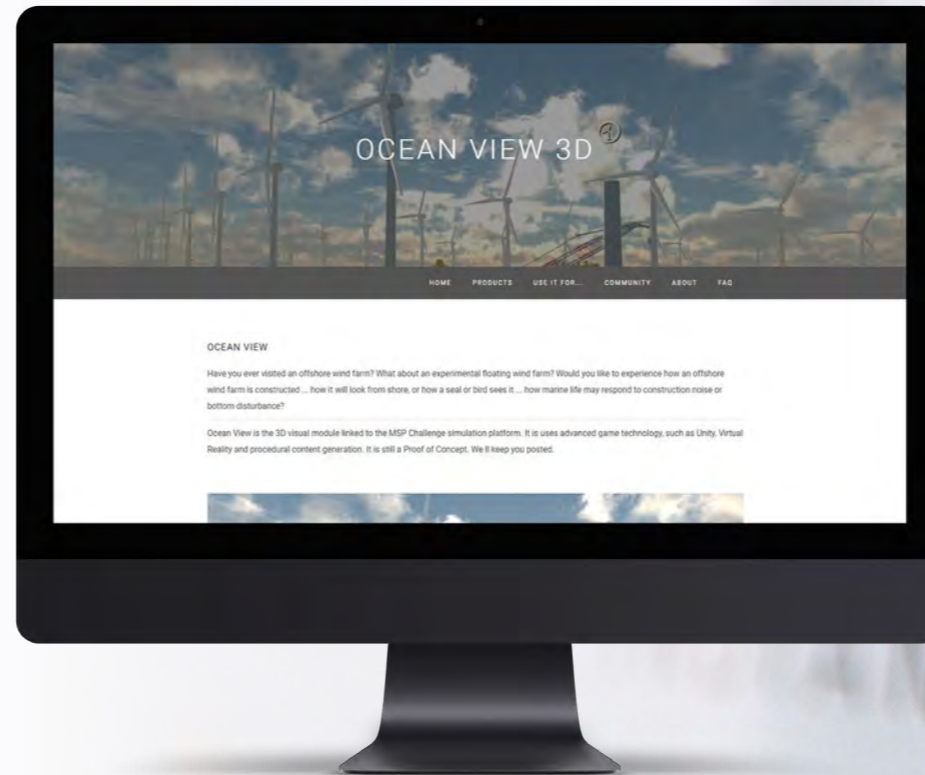 OCEAN VIEW 3D
HOME PRODUCTS USE IT FOR... COMMUNITY ABOUT FAQ
OCEAN VIEW
Have you ever visited an offshore wind farm? What about an experimental floating wind farm? Would you like to experience how an offshore
wind farm is constructed ... how it will look from shore, or how a seal or bird sees it ... how marine life may respond to construction noise or
bottom disturbance?
Ocean View is the 3D visual module linked to the MSP Challenge simulation platform. It is uses advanced game technology, such as Unity, Virtual
Reality and procedural content generation. It is still a Proof of Concept. We ll keep you posted.